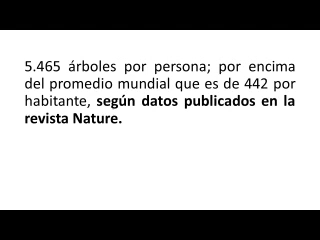 5.465 árboles por persona; por encima
del promedio mundial que es de 442 por
habitante, según datos publicados en la
revista Nature.